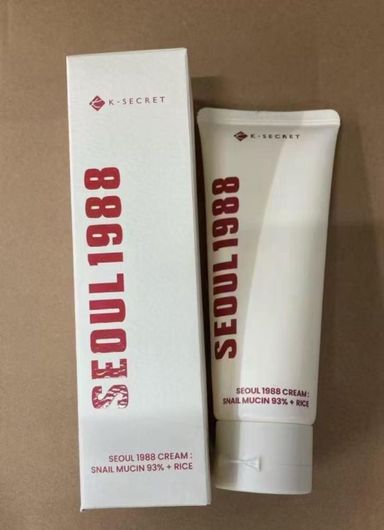 K-SECRET
SEOUL1988
SEOUL 1988 CREAM :
SNAIL MUCIN 93% + RICE
K-SECRET
SEOUL1988
SEOUL 1988 CREAM :
SNAIL MUCIN 93% + RICE